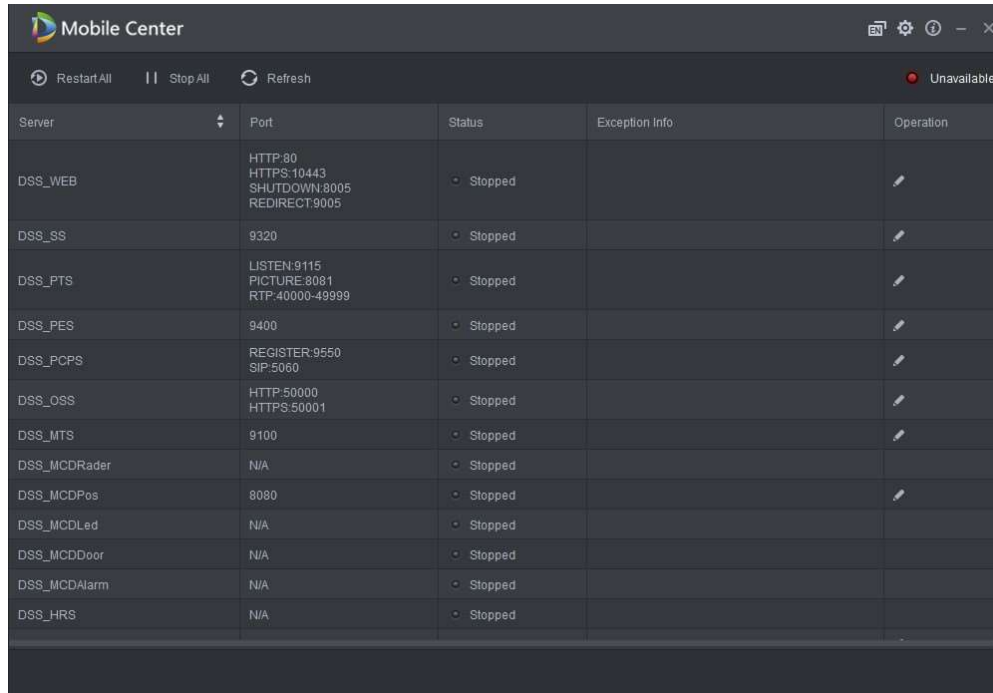 Mobile Center
EN
Restart All Stop All Refresh Unavailable
Server Port Status Exception Info Operation
HTTP:80
HTTPS:10443
DSS_WEB Stopped
SHUTDOWN:8005
REDIRECT:9005
DSS_SS 9320 Stopped
LISTEN:9115
DSS_PTS PICTURE:8081 Stopped
RTP:40000-49999
DSS_PES 9400 Stopped
REGISTER:9550
DSS_PCPS Stopped
SIP:5060
HTTP:50000
DSS_OSS Stopped
HTTPS:50001
DSS_MTS 9100 Stopped
DSS_MCDRader N/A Stopped
DSS_MCDPos 8080 Stopped
DSS_MCDLed N/A Stopped
DSS_MCDDoor N/A Stopped
DSS_MCDAlarm N/A Stopped
DSS_HRS N/A Stopped